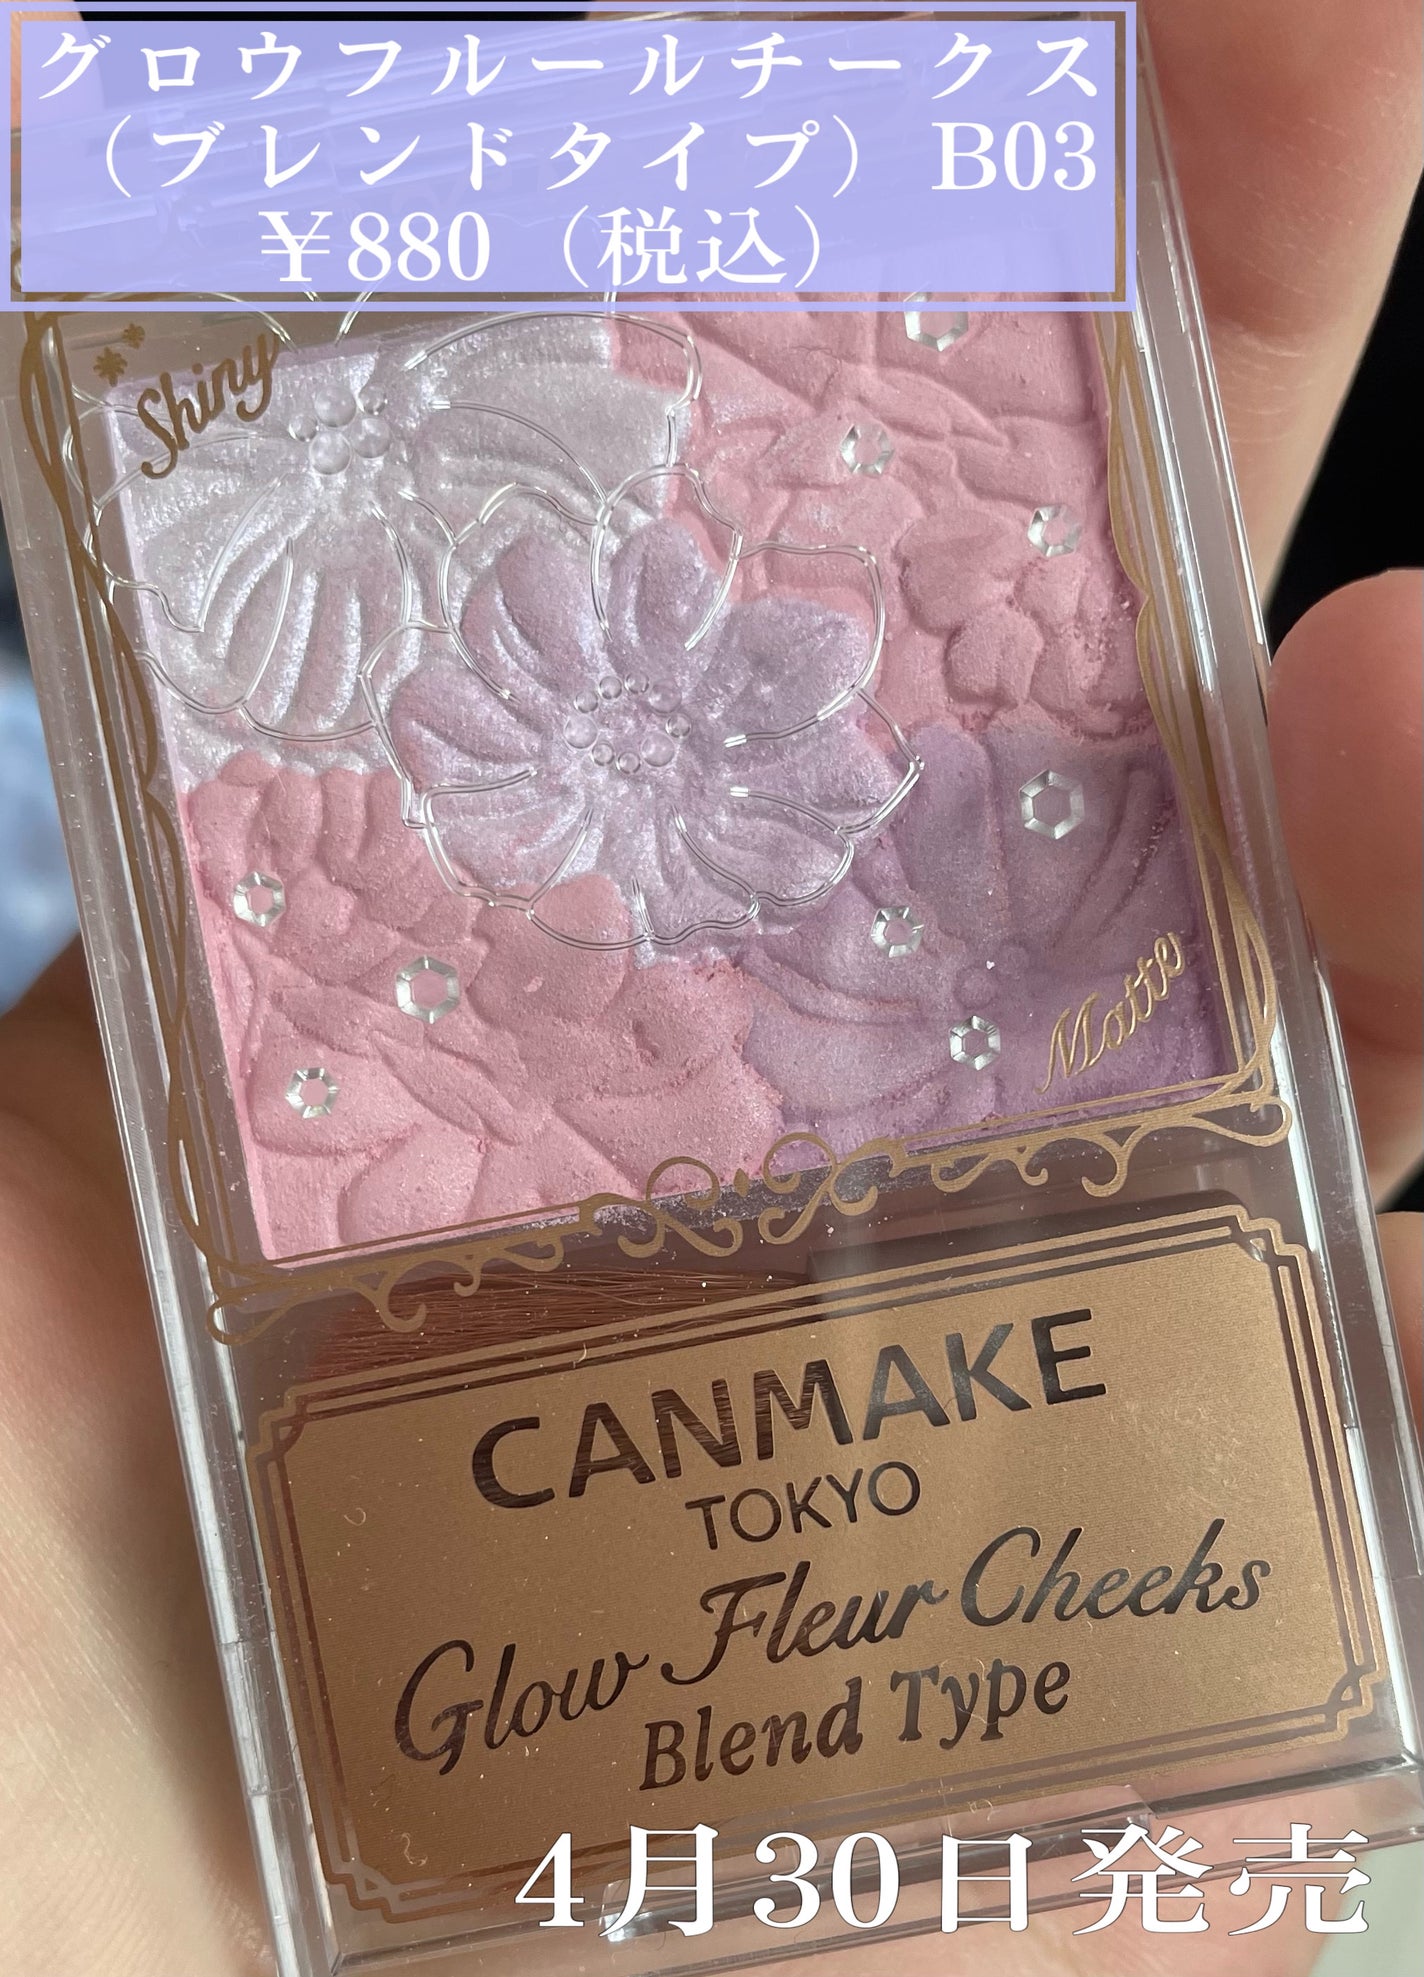 グロウフルールチークス
（ブレンドタイプ） B03
￥880（税込）
Shiny
Matte
CANMAKE
TOKYO
Glow Fleur Cheeks
Blend Type
4月30日発売